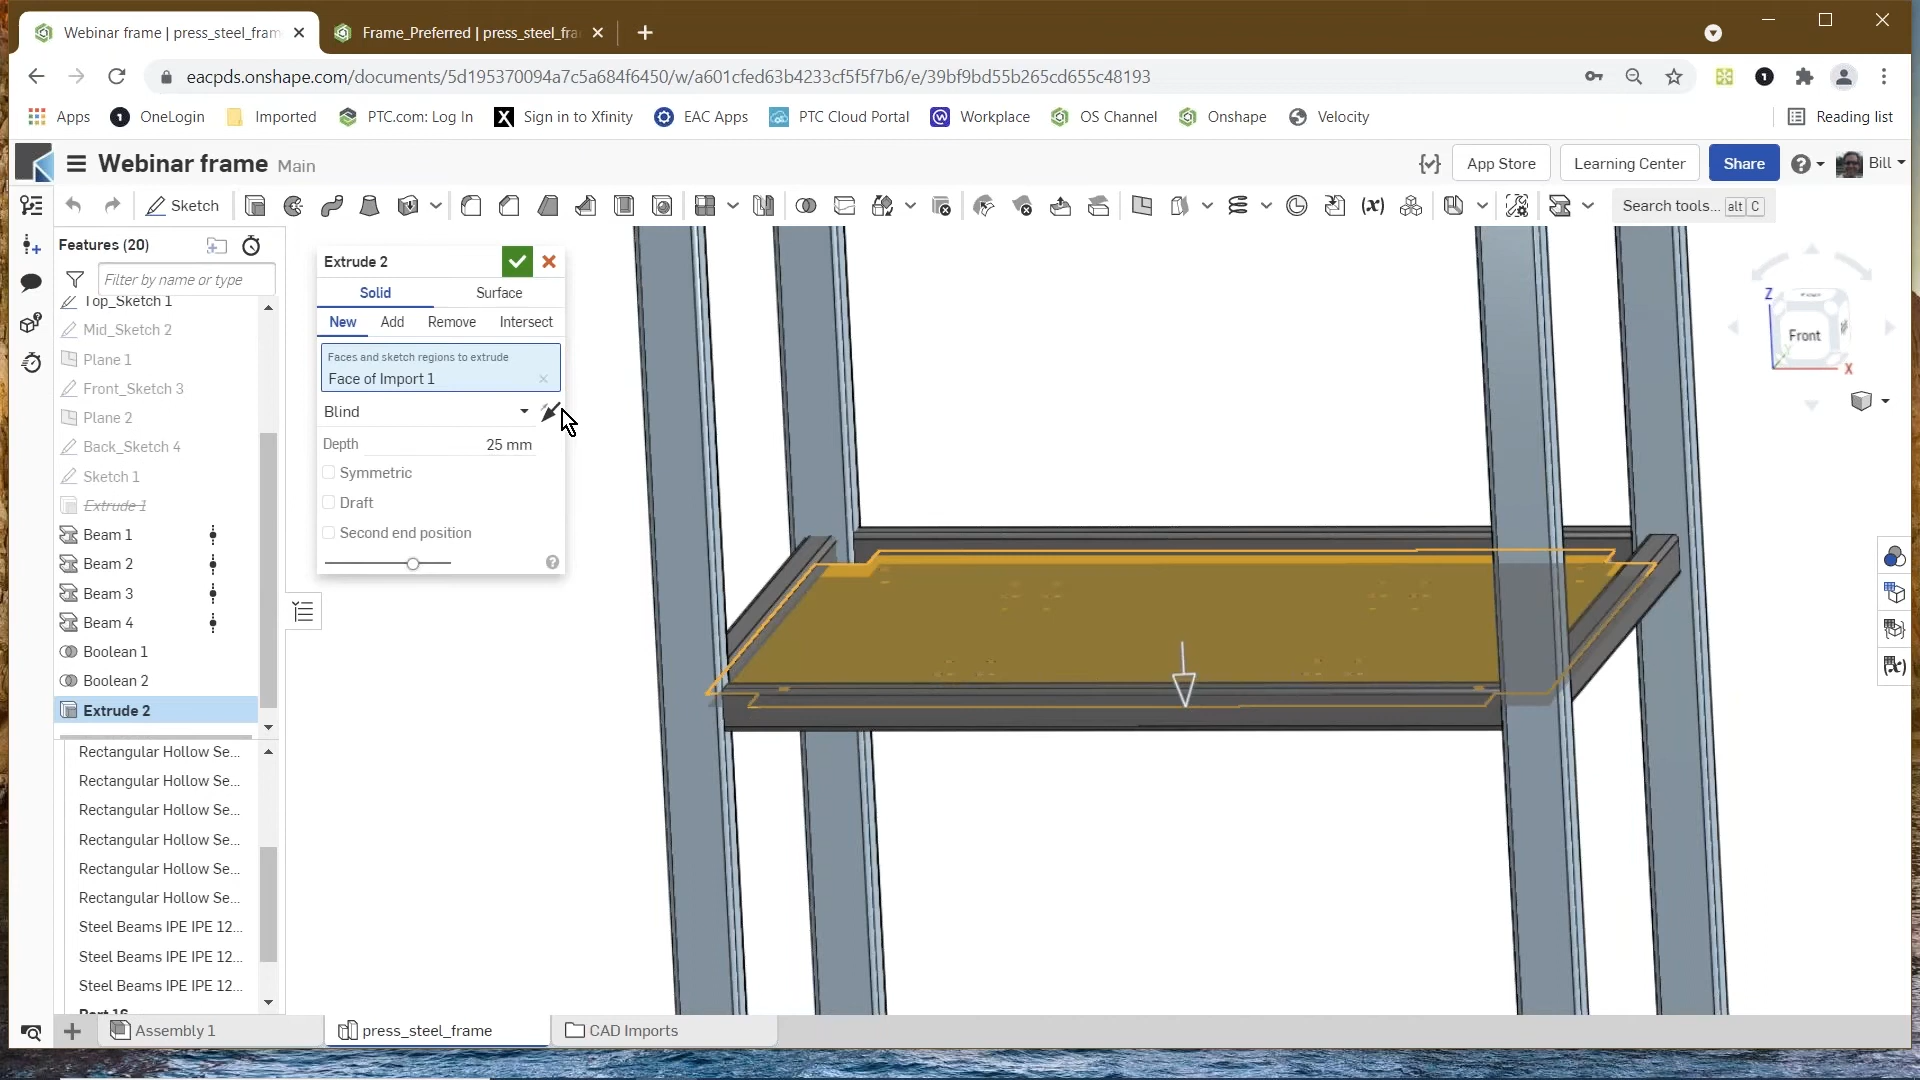 Webinar frame | press_steel_fram
Frame_Preferred | press_steel_fra
eacpds.onshape.com/documents/5d195370094a7c5a684f6450/w/a601cfed63b4233cf5f5f7b6/e/39bf9bd55b265cd655c48193
Apps
OneLogin
Imported
PTC.com: Log In
Sign in to Xfinity
EAC Apps
PTC Cloud Portal
Workplace
OS Channel
Onshape
Velocity
Reading list
Webinar frame Main
App Store
Learning Center
Share
Bill
Sketch
Search tools... alt C
Features (20)
Filter by name or type
Top_Sketch 1
Mid_Sketch 2
Plane 1
Front_Sketch 3
Plane 2
Back_Sketch 4
Sketch 1
Extrude 1
Beam 1
Beam 2
Beam 3
Beam 4
Boolean 1
Boolean 2
Extrude 2
Rectangular Hollow Se...
Rectangular Hollow Se...
Rectangular Hollow Se...
Rectangular Hollow Se...
Rectangular Hollow Se...
Rectangular Hollow Se...
Steel Beams IPE IPE 12...
Steel Beams IPE IPE 12...
Steel Beams IPE IPE 12...
Part 16
Extrude 2
Solid
Surface
New
Add
Remove
Intersect
Faces and sketch regions to extrude
Face of Import 1
Blind
Depth 25 mm
Symmetric
Draft
Second end position
Z
Front
X
Assembly 1
press_steel_frame
CAD Imports